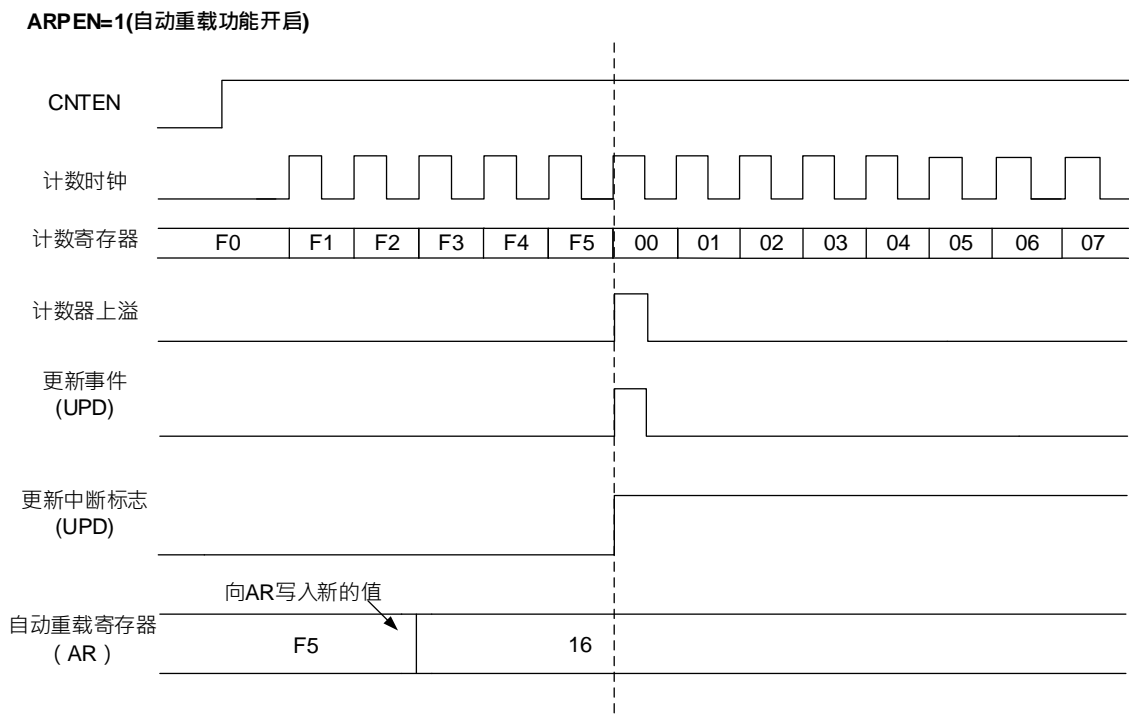 ARPEN=1(自动重载功能开启)
CNTEN
计数时钟
计数寄存器 F0 F1 F2 F3 F4 F5 00 01 02 03 04 05 06 07
计数器上溢
更新事件
(UPD)
更新中断标志
(UPD)
向AR写入新的值
自动重载寄存器
（AR） F5 16